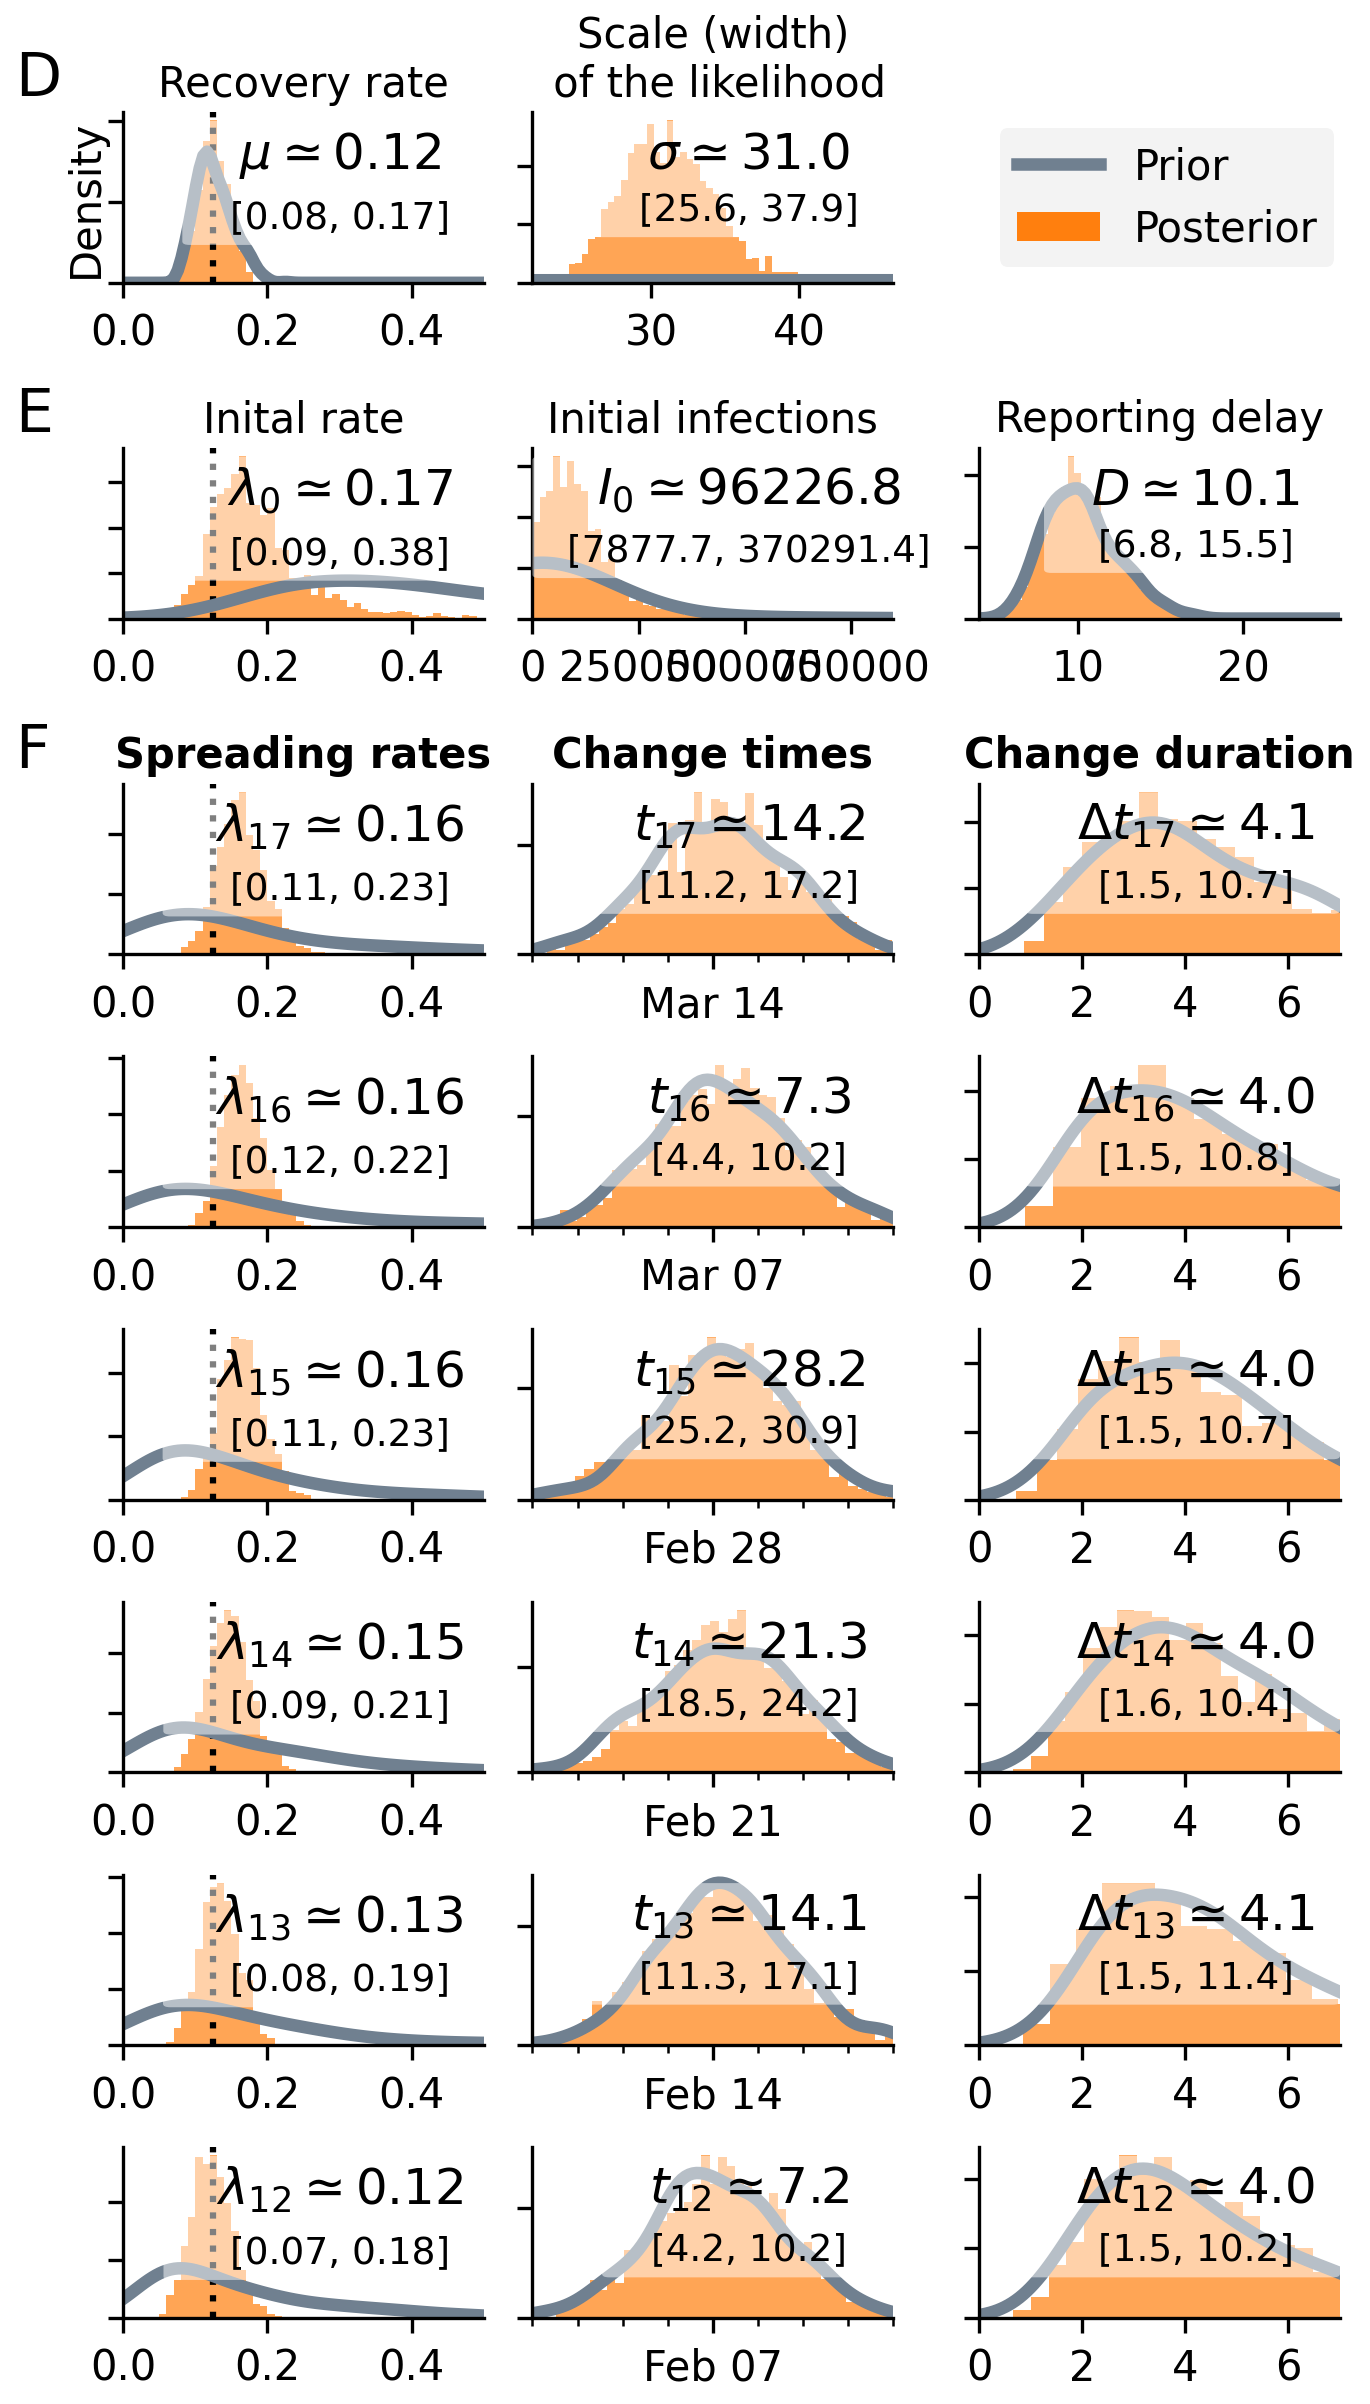 D
Recovery rate
Density
μ ≃ 0.12
[0.08, 0.17]
0.0 0.2 0.4
Scale (width)
of the likelihood
σ ≃ 31.0
[25.6, 37.9]
30 40
Prior
Posterior
E
Inital rate
λ0 ≃ 0.17
[0.09, 0.38]
0.0 0.2 0.4
Initial infections
I0 ≃ 96226.8
[7877.7, 370291.4]
0 250000 500000 750000
Reporting delay
D ≃ 10.1
[6.8, 15.5]
10 20
F
Spreading rates
Change times
Change duration
λ17 ≃ 0.16
[0.11, 0.23]
0.0 0.2 0.4
t17 ≃ 14.2
[11.2, 17.2]
Mar 14
Δt17 ≃ 4.1
[1.5, 10.7]
0 2 4 6
λ16 ≃ 0.16
[0.12, 0.22]
0.0 0.2 0.4
t16 ≃ 7.3
[4.4, 10.2]
Mar 07
Δt16 ≃ 4.0
[1.5, 10.8]
0 2 4 6
λ15 ≃ 0.16
[0.11, 0.23]
0.0 0.2 0.4
t15 ≃ 28.2
[25.2, 30.9]
Feb 28
Δt15 ≃ 4.0
[1.5, 10.7]
0 2 4 6
λ14 ≃ 0.15
[0.09, 0.21]
0.0 0.2 0.4
t14 ≃ 21.3
[18.5, 24.2]
Feb 21
Δt14 ≃ 4.0
[1.6, 10.4]
0 2 4 6
λ13 ≃ 0.13
[0.08, 0.19]
0.0 0.2 0.4
t13 ≃ 14.1
[11.3, 17.1]
Feb 14
Δt13 ≃ 4.1
[1.5, 11.4]
0 2 4 6
λ12 ≃ 0.12
[0.07, 0.18]
0.0 0.2 0.4
t12 ≃ 7.2
[4.2, 10.2]
Feb 07
Δt12 ≃ 4.0
[1.5, 10.2]
0 2 4 6